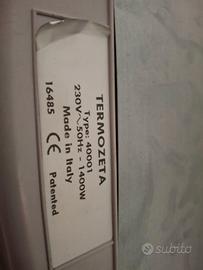 TERMOZETA
Type: 40001
230V~50Hz - 1400W
Made in Italy
CE
Patented
16485
subito